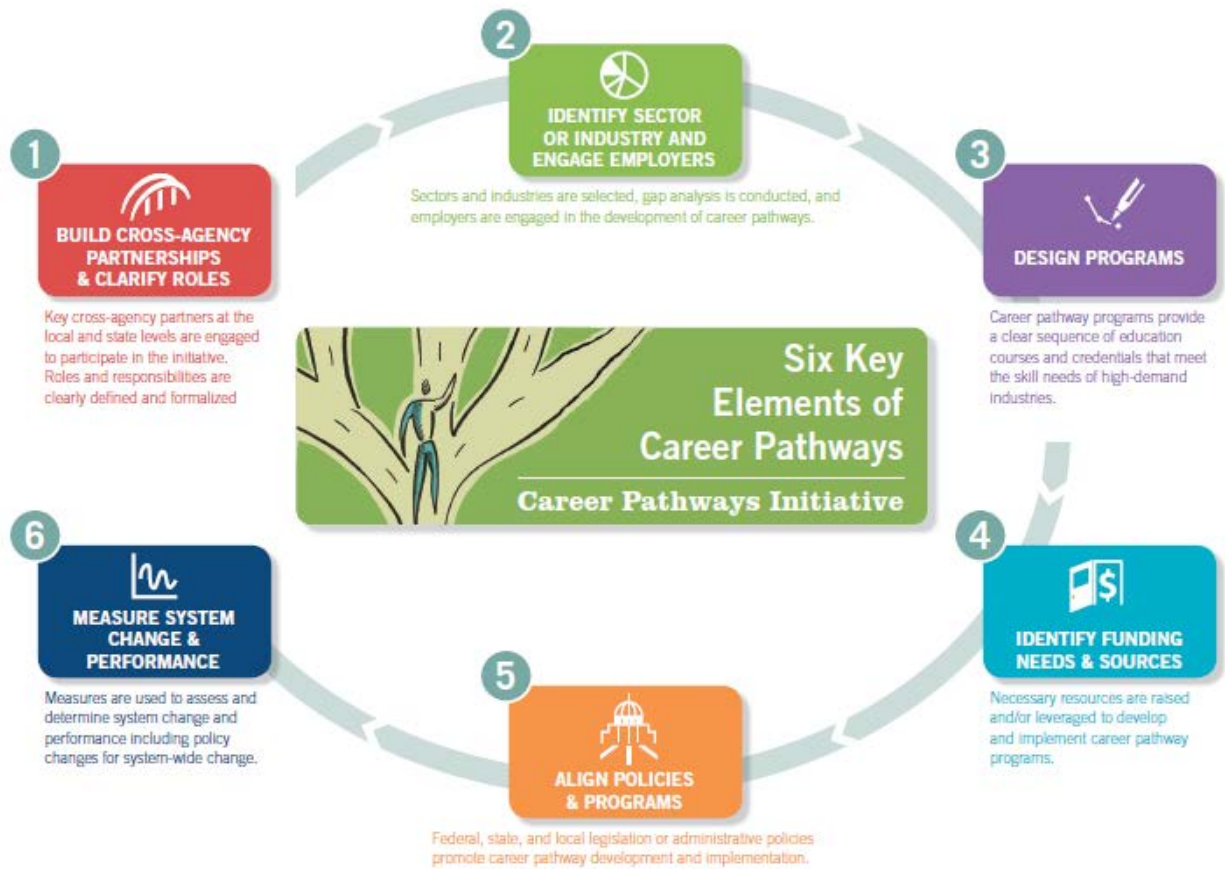 1
BUILD CROSS-AGENCY
PARTNERSHIPS
& CLARIFY ROLES
Key cross-agency partners at the
local and state levels are engaged
to participate in the initiative.
Roles and responsibilities are
clearly defined and formalized
2
IDENTIFY SECTOR
OR INDUSTRY AND
ENGAGE EMPLOYERS
Sectors and industries are selected, gap analysis is conducted, and
employers are engaged in the development of career pathways.
3
DESIGN PROGRAMS
Career pathway programs provide
a clear sequence of education
courses and credentials that meet
the skill needs of high-demand
industries.
Six Key
Elements of
Career Pathways
Career Pathways Initiative
4
$
IDENTIFY FUNDING
NEEDS & SOURCES
Necessary resources are raised
and/or leveraged to develop
and implement career pathway
programs.
5
ALIGN POLICIES
& PROGRAMS
Federal, state, and local legislation or administrative policies
promote career pathway development and implementation.
6
MEASURE SYSTEM
CHANGE &
PERFORMANCE
Measures are used to assess and
determine system change and
performance including policy
changes for system-wide change.